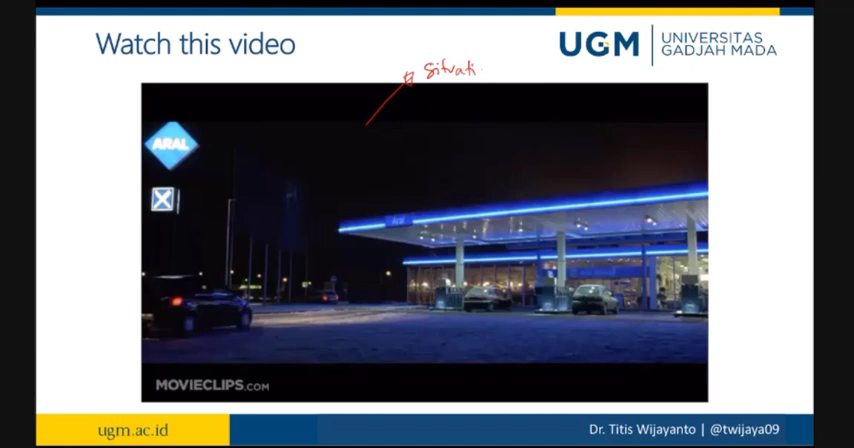 Watch this video
UGM
UNIVERSITAS
GADJAH MADA
situati
ARAL
Aral
MOVIECLIPS.COM
ugm.ac.id
Dr. Titis Wijayanto | @twijaya09